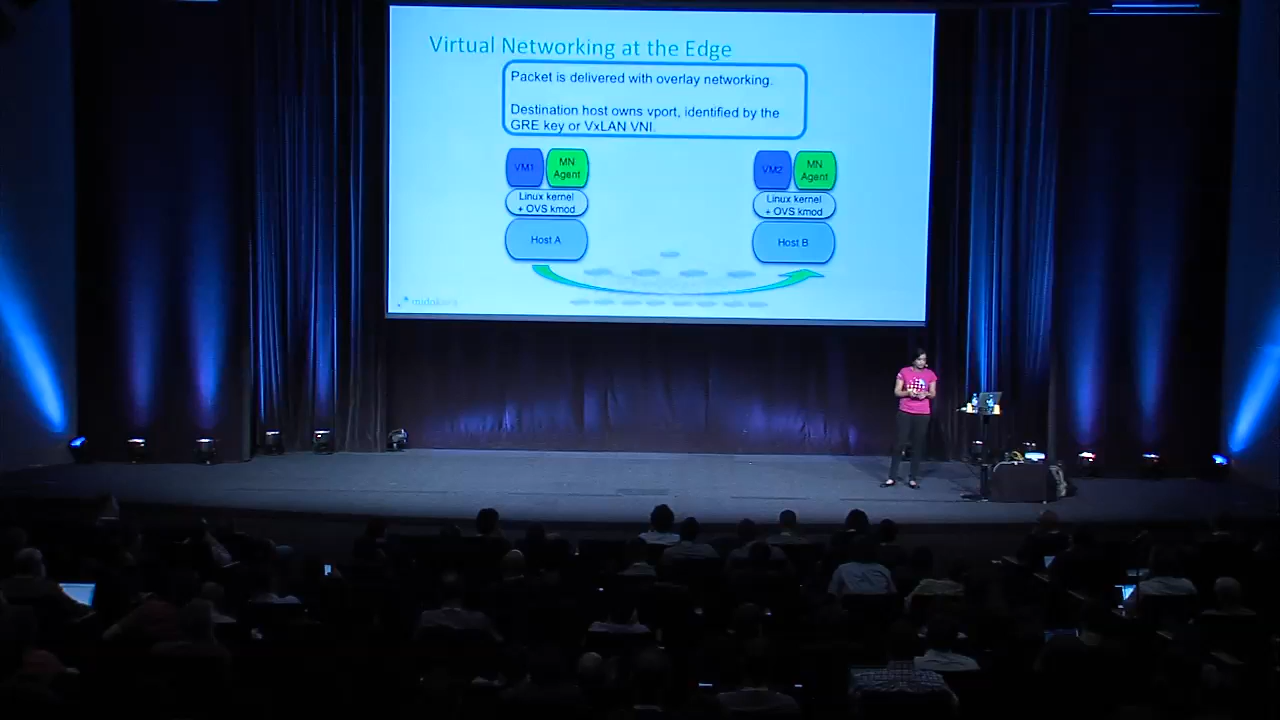 Virtual Networking at the Edge
Packet is delivered with overlay networking.
Destination host owns vport, identified by the
GRE key or VxLAN VNI.
VM1
MN
Agent
Linux kernel
+ OVS kmod
Host A
VM2
MN
Agent
Linux kernel
+ OVS kmod
Host B
midokura